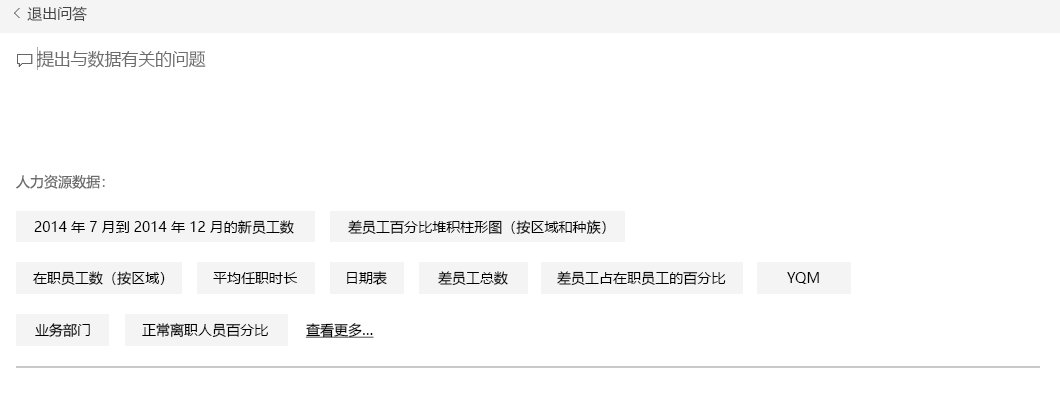 退出问答
提出与数据有关的问题
人力资源数据:
2014 年 7 月到 2014 年 12 月的新员工数 差员工百分比堆积柱形图（按区域和种族）
在职员工数（按区域） 平均任职时长 日期表 差员工总数 差员工占在职员工的百分比 YQM
业务部门 正常离职人员百分比 查看更多...